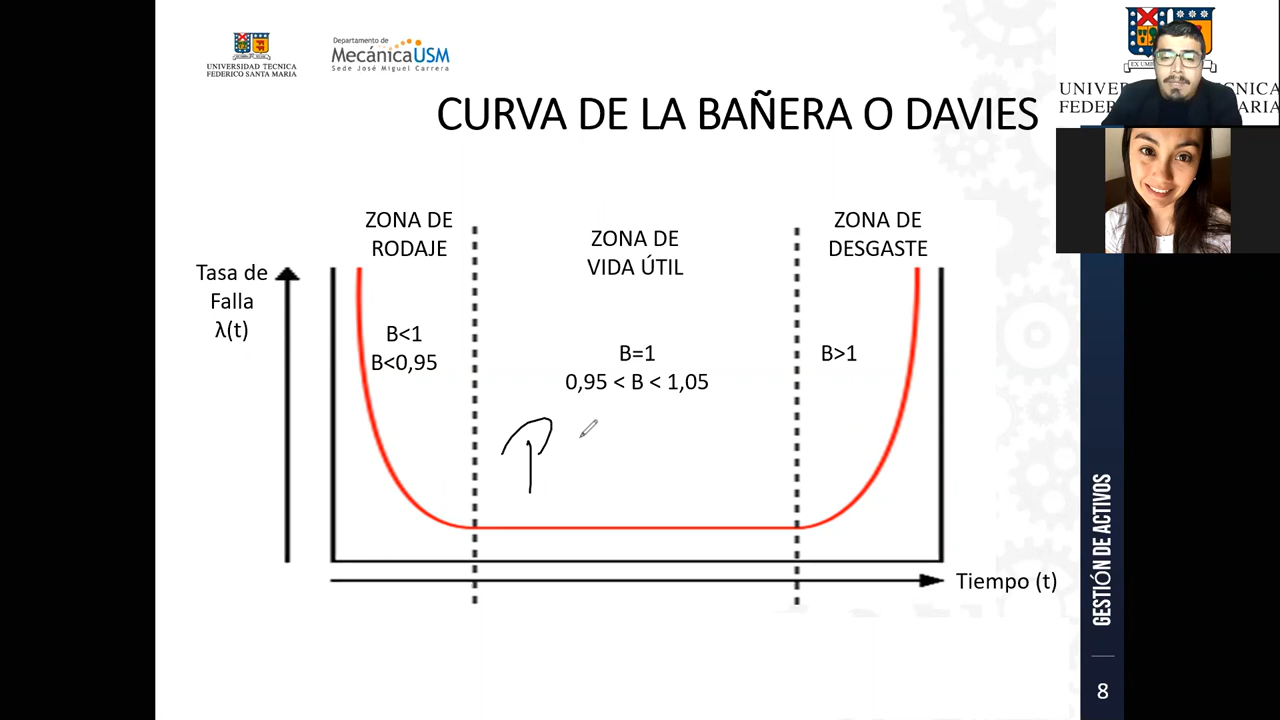 UNIVERSIDAD TECNICA
FEDERICO SANTA MARIA
Departamento de
MecánicaUSM
Sede José Miguel Carrera
CURVA DE LA BAÑERA O DAVIES
ZONA DE
RODAJE
ZONA DE
VIDA ÚTIL
ZONA DE
DESGASTE
Tasa de
Falla
λ(t)
B<1
B<0,95
B=1
0,95 < B < 1,05
B>1
Tiempo (t)
GESTIÓN DE ACTIVOS
8